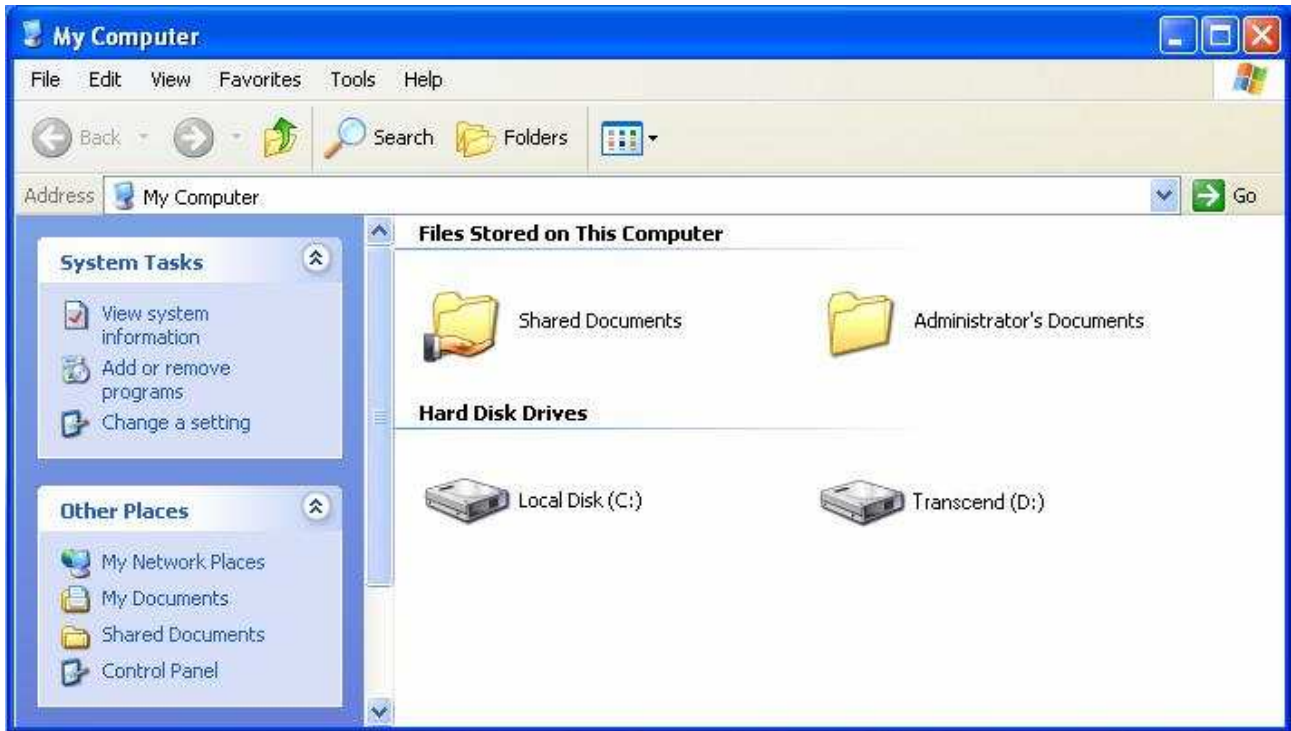 My Computer
File Edit View Favorites Tools Help
Back Search Folders
Address My Computer Go
System Tasks
View system
information
Add or remove
programs
Change a setting
Other Places
My Network Places
My Documents
Shared Documents
Control Panel
Files Stored on This Computer
Shared Documents Administrator's Documents
Hard Disk Drives
Local Disk (C:) Transcend (D:)